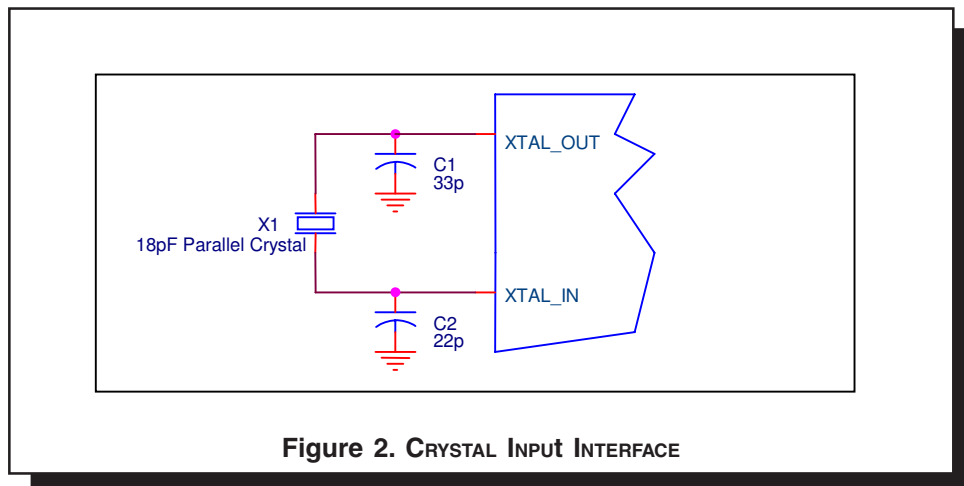 XTAL_OUT
C1
33p
X1
18pF Parallel Crystal
XTAL_IN
C2
22p
Figure 2. CRYSTAL INPUt INTERFACE